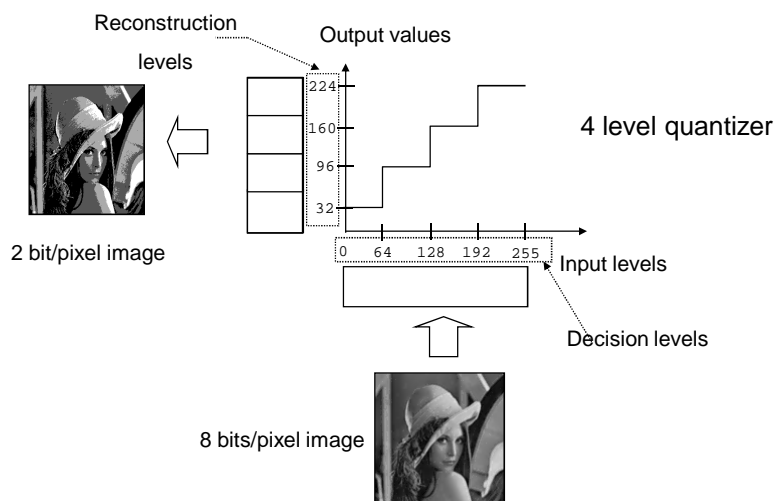 Reconstruction
levels
Output values
224
160
96
32
4 level quantizer
2 bit/pixel image
0 64 128 192 255
Input levels
Decision levels
8 bits/pixel image